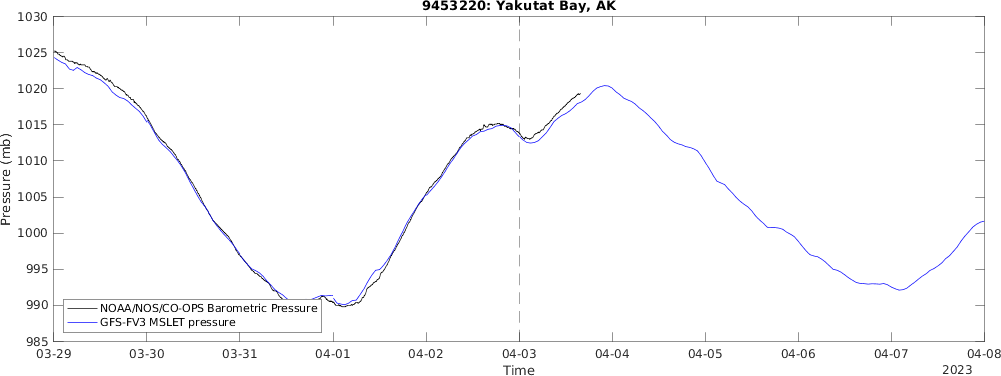 9453220: Yakutat Bay, AK
1030
1025
1020
1015
1010
1005
1000
995
990
985
Pressure (mb)
NOAA/NOS/CO-OPS Barometric Pressure
GFS-FV3 MSLET pressure
03-29 03-30 03-31 04-01 04-02 04-03 04-04 04-05 04-06 04-07 04-08
Time
2023